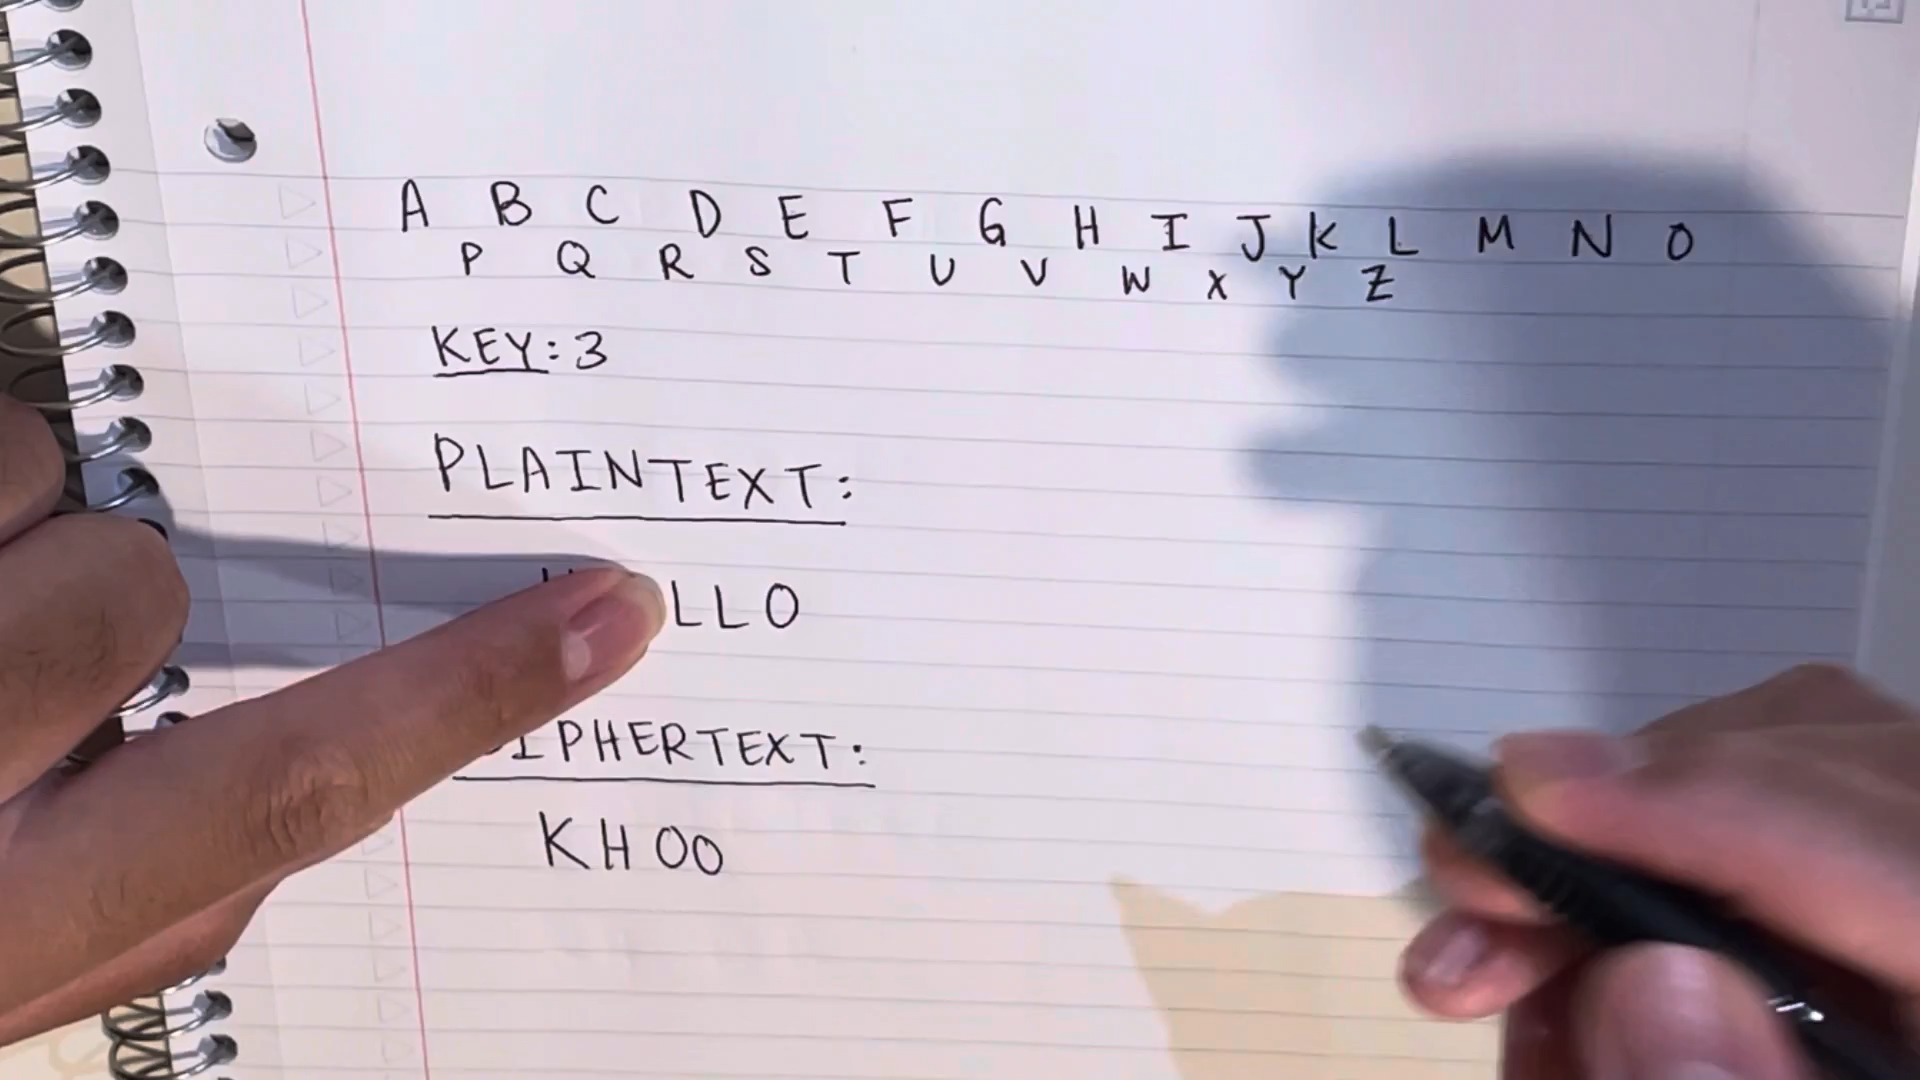 A B C D E F G H I J K L M N O
P Q R S T U V W X Y Z
KEY: 3
PLAINTEXT:
LLO
IPHERTEXT:
KHOO